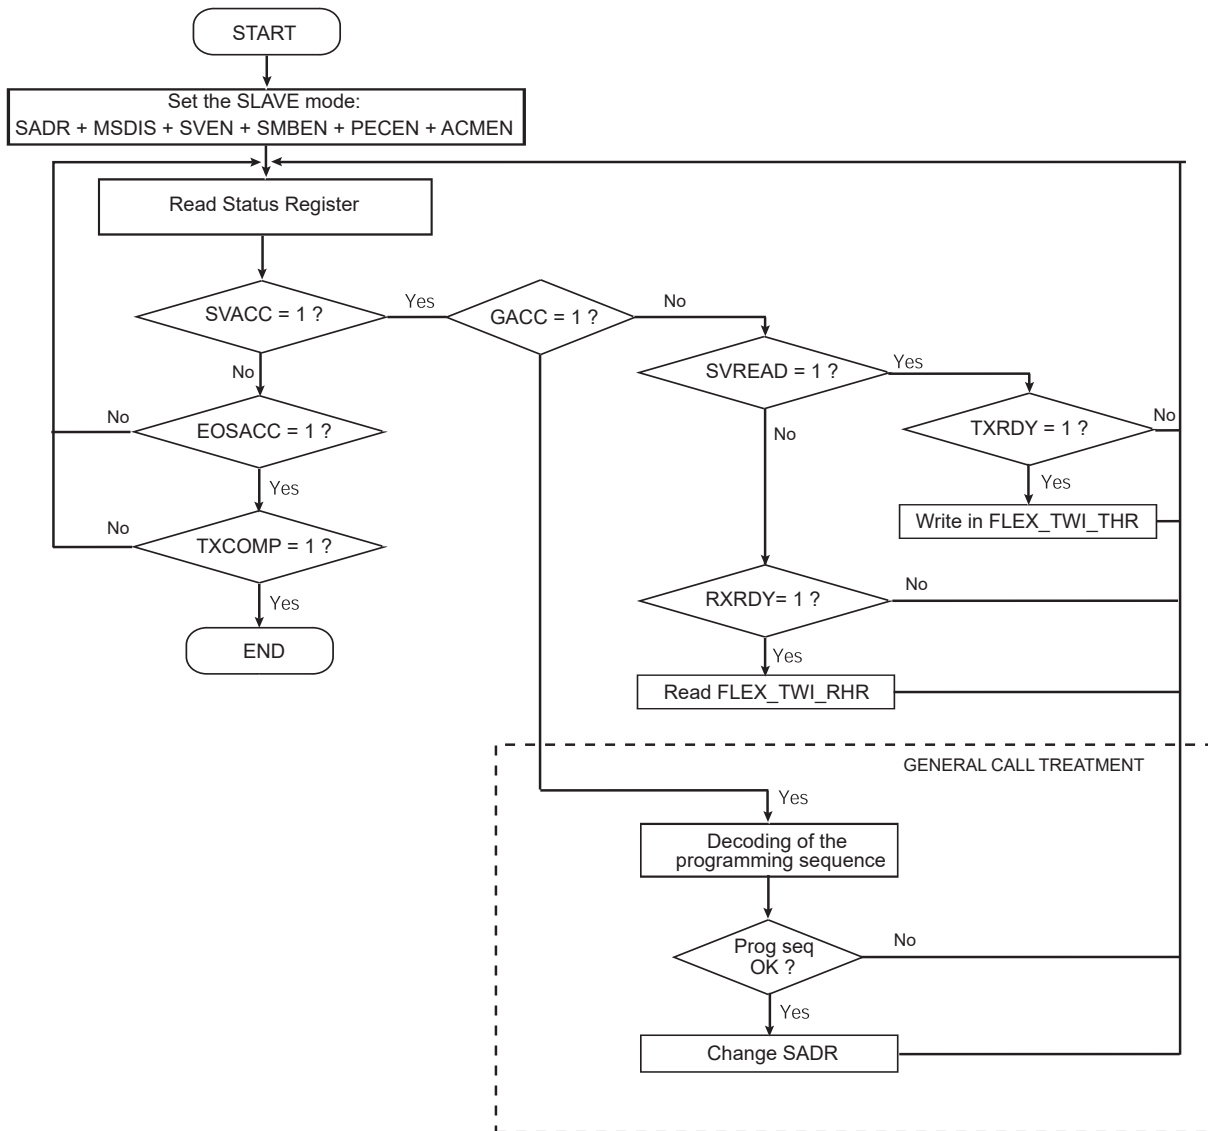 START
Set the SLAVE mode:
SADR + MSDIS + SVEN + SMBEN + PECEN + ACMEN
Read Status Register
SVACC = 1 ?
Yes
GACC = 1 ?
No
SVREAD = 1 ?
Yes
No
EOSACC = 1 ?
No
TXRDY = 1 ?
No
No
Yes
Yes
Write in FLEX_TWI_THR
TXCOMP = 1 ?
No
Yes
RXRDY= 1 ?
No
END
Yes
Read FLEX_TWI_RHR
GENERAL CALL TREATMENT
Yes
Decoding of the
programming sequence
Prog seq
OK ?
No
Yes
Change SADR